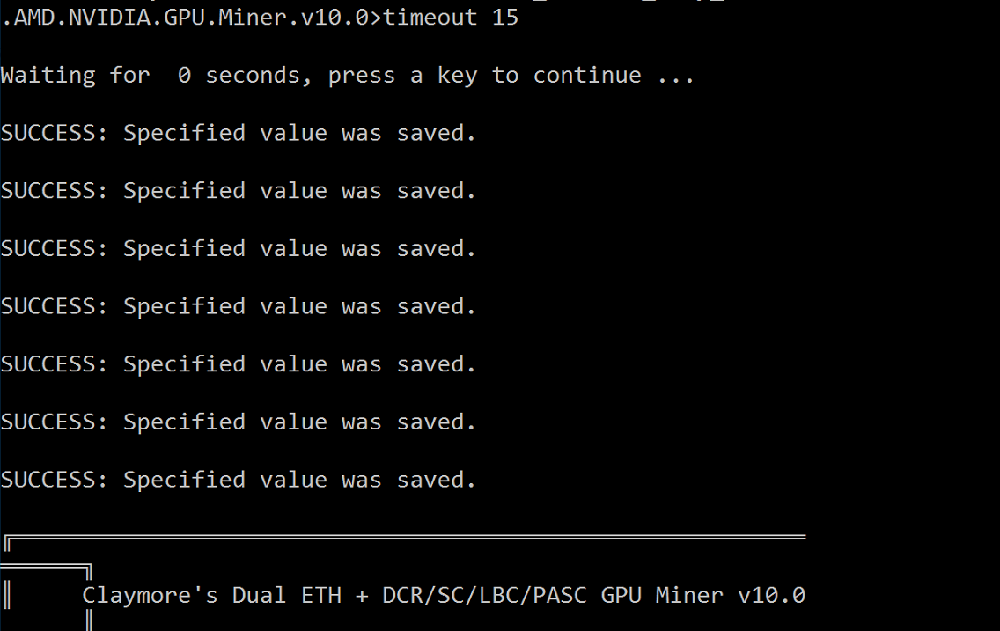 .AMD.NVIDIA.GPU.Miner.v10.0>timeout 15
Waiting for  0 seconds, press a key to continue ...
SUCCESS: Specified value was saved.
SUCCESS: Specified value was saved.
SUCCESS: Specified value was saved.
SUCCESS: Specified value was saved.
SUCCESS: Specified value was saved.
SUCCESS: Specified value was saved.
SUCCESS: Specified value was saved.
Claymore's Dual ETH + DCR/SC/LBC/PASC GPU Miner v10.0